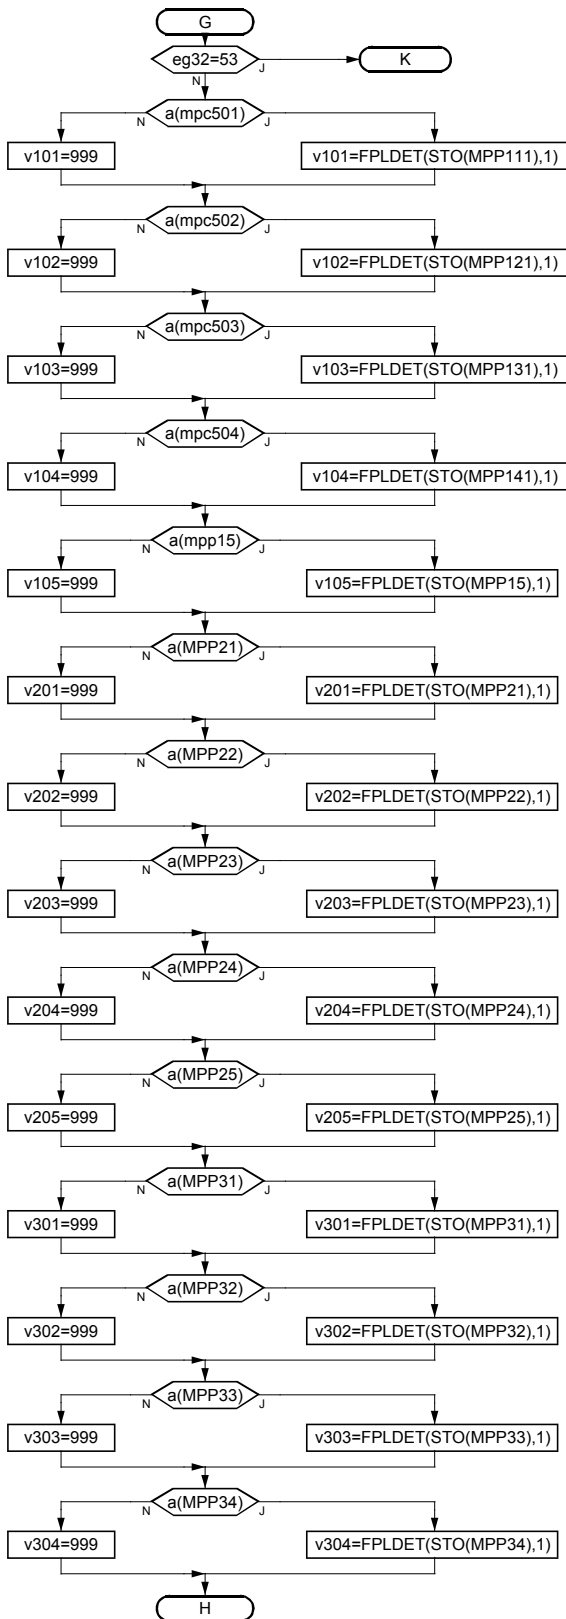 G
eg32=53
J
K
N
a(mpc501)
N
J
v101=999
v101=FPLDET(STO(MPP111),1)
a(mpc502)
N
J
v102=999
v102=FPLDET(STO(MPP121),1)
a(mpc503)
N
J
v103=999
v103=FPLDET(STO(MPP131),1)
a(mpc504)
N
J
v104=999
v104=FPLDET(STO(MPP141),1)
a(mpp15)
N
J
v105=999
v105=FPLDET(STO(MPP15),1)
a(MPP21)
N
J
v201=999
v201=FPLDET(STO(MPP21),1)
a(MPP22)
N
J
v202=999
v202=FPLDET(STO(MPP22),1)
a(MPP23)
N
J
v203=999
v203=FPLDET(STO(MPP23),1)
a(MPP24)
N
J
v204=999
v204=FPLDET(STO(MPP24),1)
a(MPP25)
N
J
v205=999
v205=FPLDET(STO(MPP25),1)
a(MPP31)
N
J
v301=999
v301=FPLDET(STO(MPP31),1)
a(MPP32)
N
J
v302=999
v302=FPLDET(STO(MPP32),1)
a(MPP33)
N
J
v303=999
v303=FPLDET(STO(MPP33),1)
a(MPP34)
N
J
v304=999
v304=FPLDET(STO(MPP34),1)
H